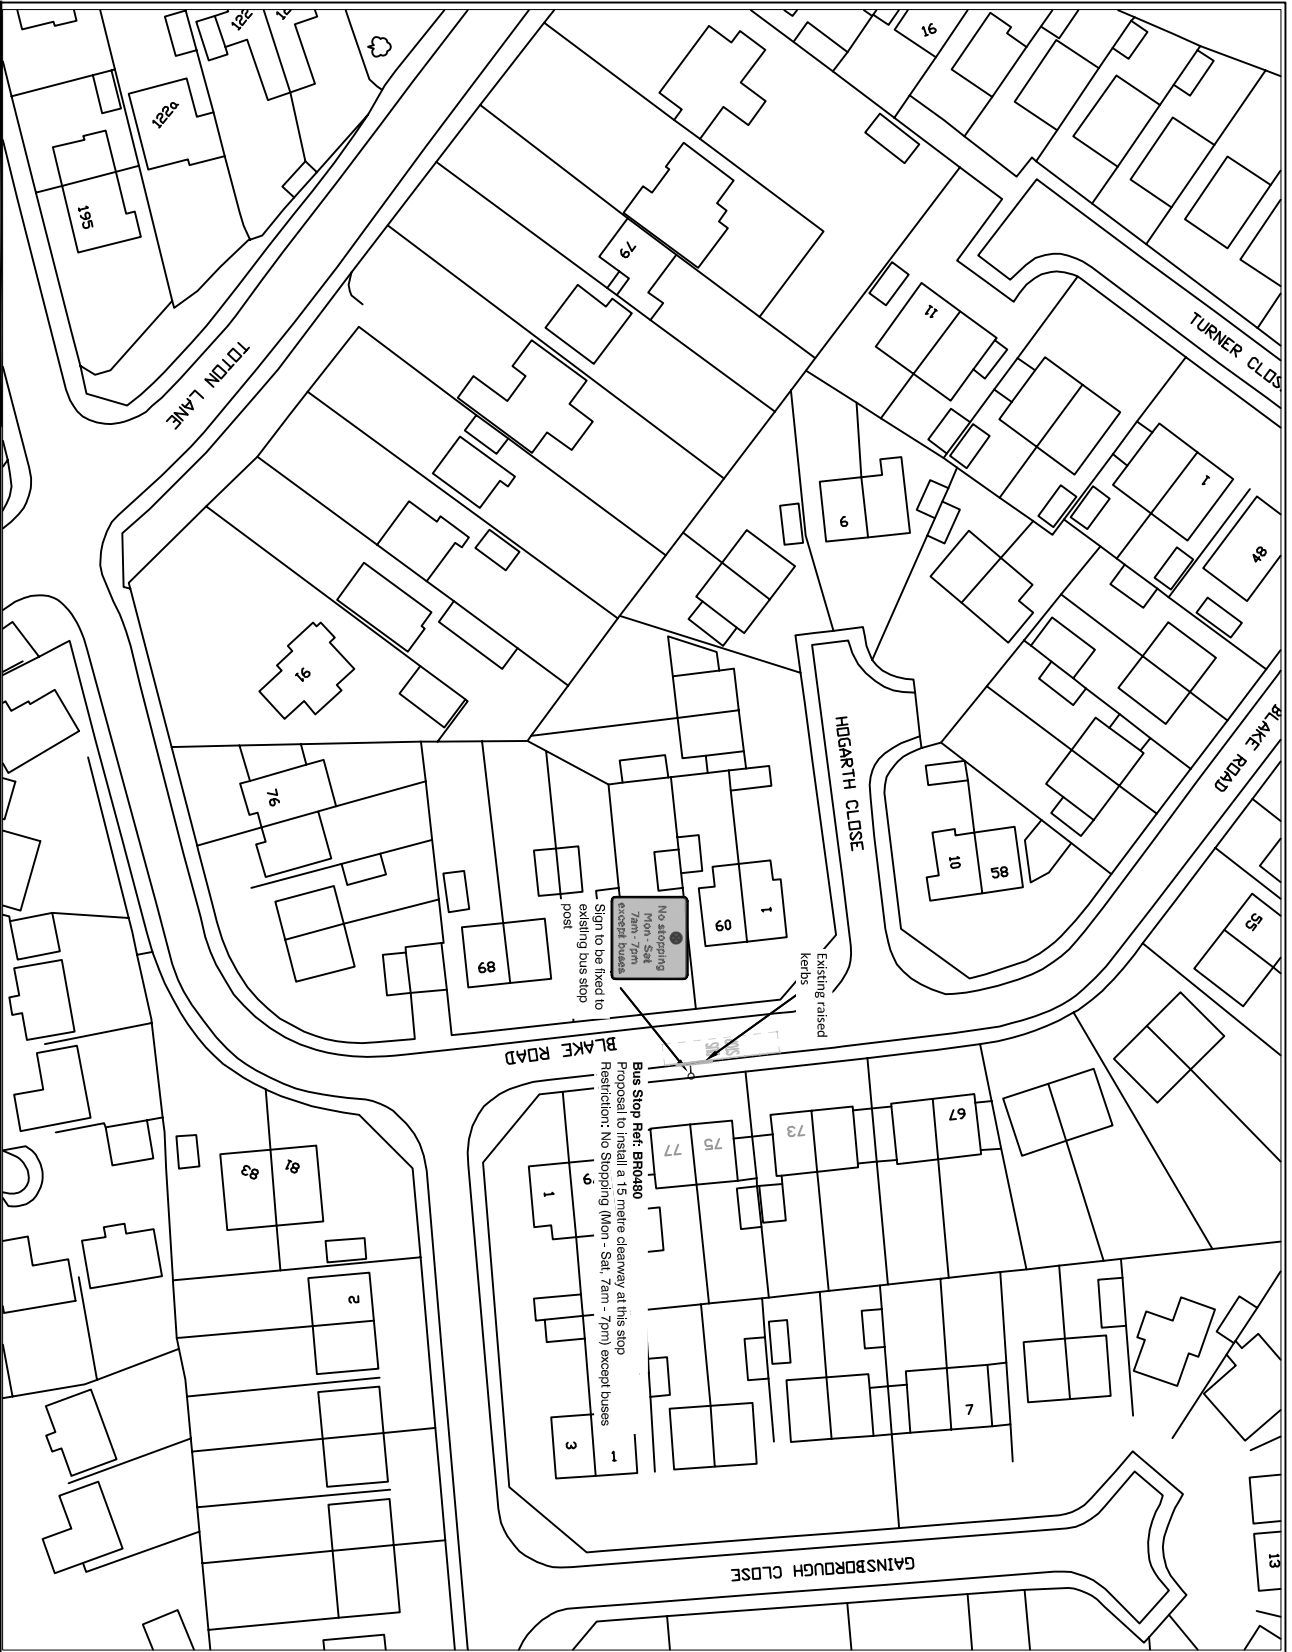 122
12
16
122a
195
79
11
TURNER CLOS
TOTON LANE
1
48
6
16
HOGARTH CLOSE
BLAKE ROAD
76
10
58
60
1
55
68
No stopping
Mon - Sat
7am - 7pm
except buses
Sign to be fixed to
existing bus stop
post
Existing raised
kerbs
BLAKE ROAD
BUS
STOP
Bus Stop Ref: BR0480
Proposal to install a 15 metre clearway at this stop
Restriction: No Stopping (Mon - Sat, 7am - 7pm) except buses
77
75
73
67
83
81
1
2
7
3
1
GAINSBOROUGH CLOSE
13